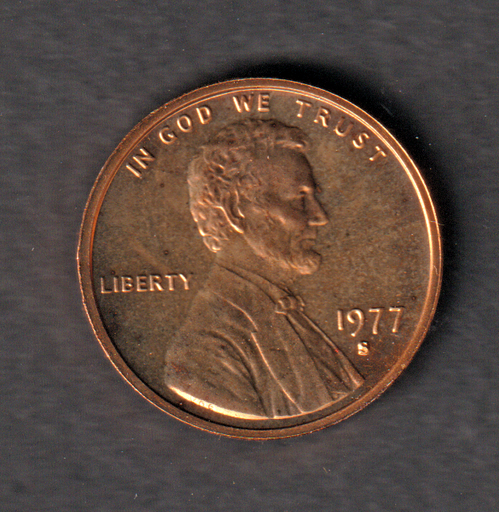 IN GOD WE TRUST
LIBERTY
1977
S